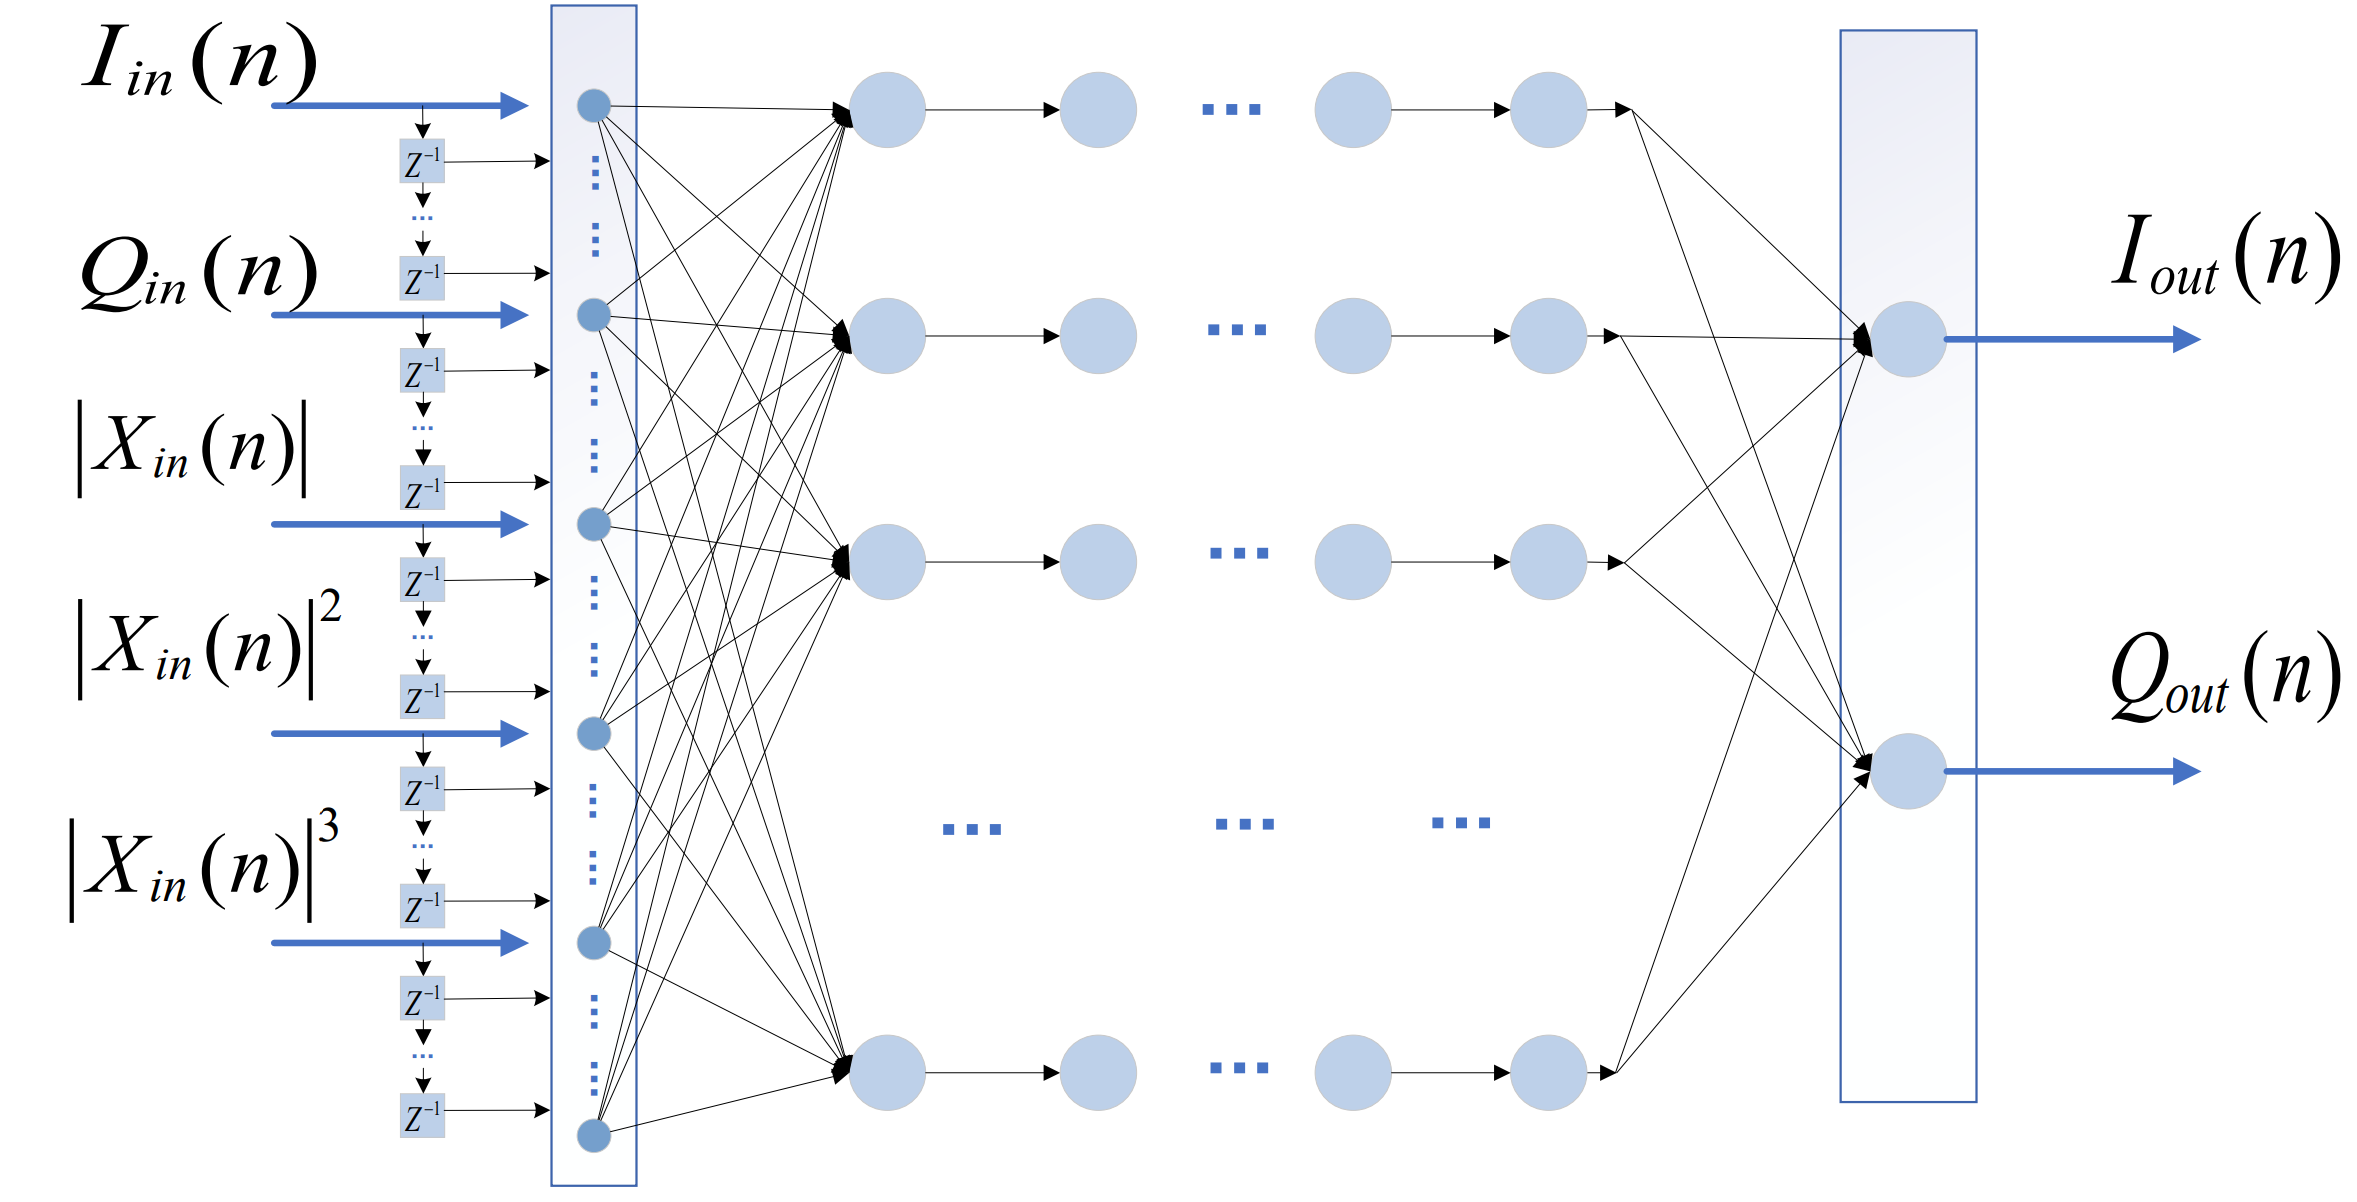 I_in(n)
Z⁻¹
...
Z⁻¹
Q_in(n)
Z⁻¹
...
Z⁻¹
|X_in(n)|
Z⁻¹
...
Z⁻¹
|X_in(n)|²
Z⁻¹
...
Z⁻¹
|X_in(n)|³
Z⁻¹
...
Z⁻¹
I_out(n)
Q_out(n)